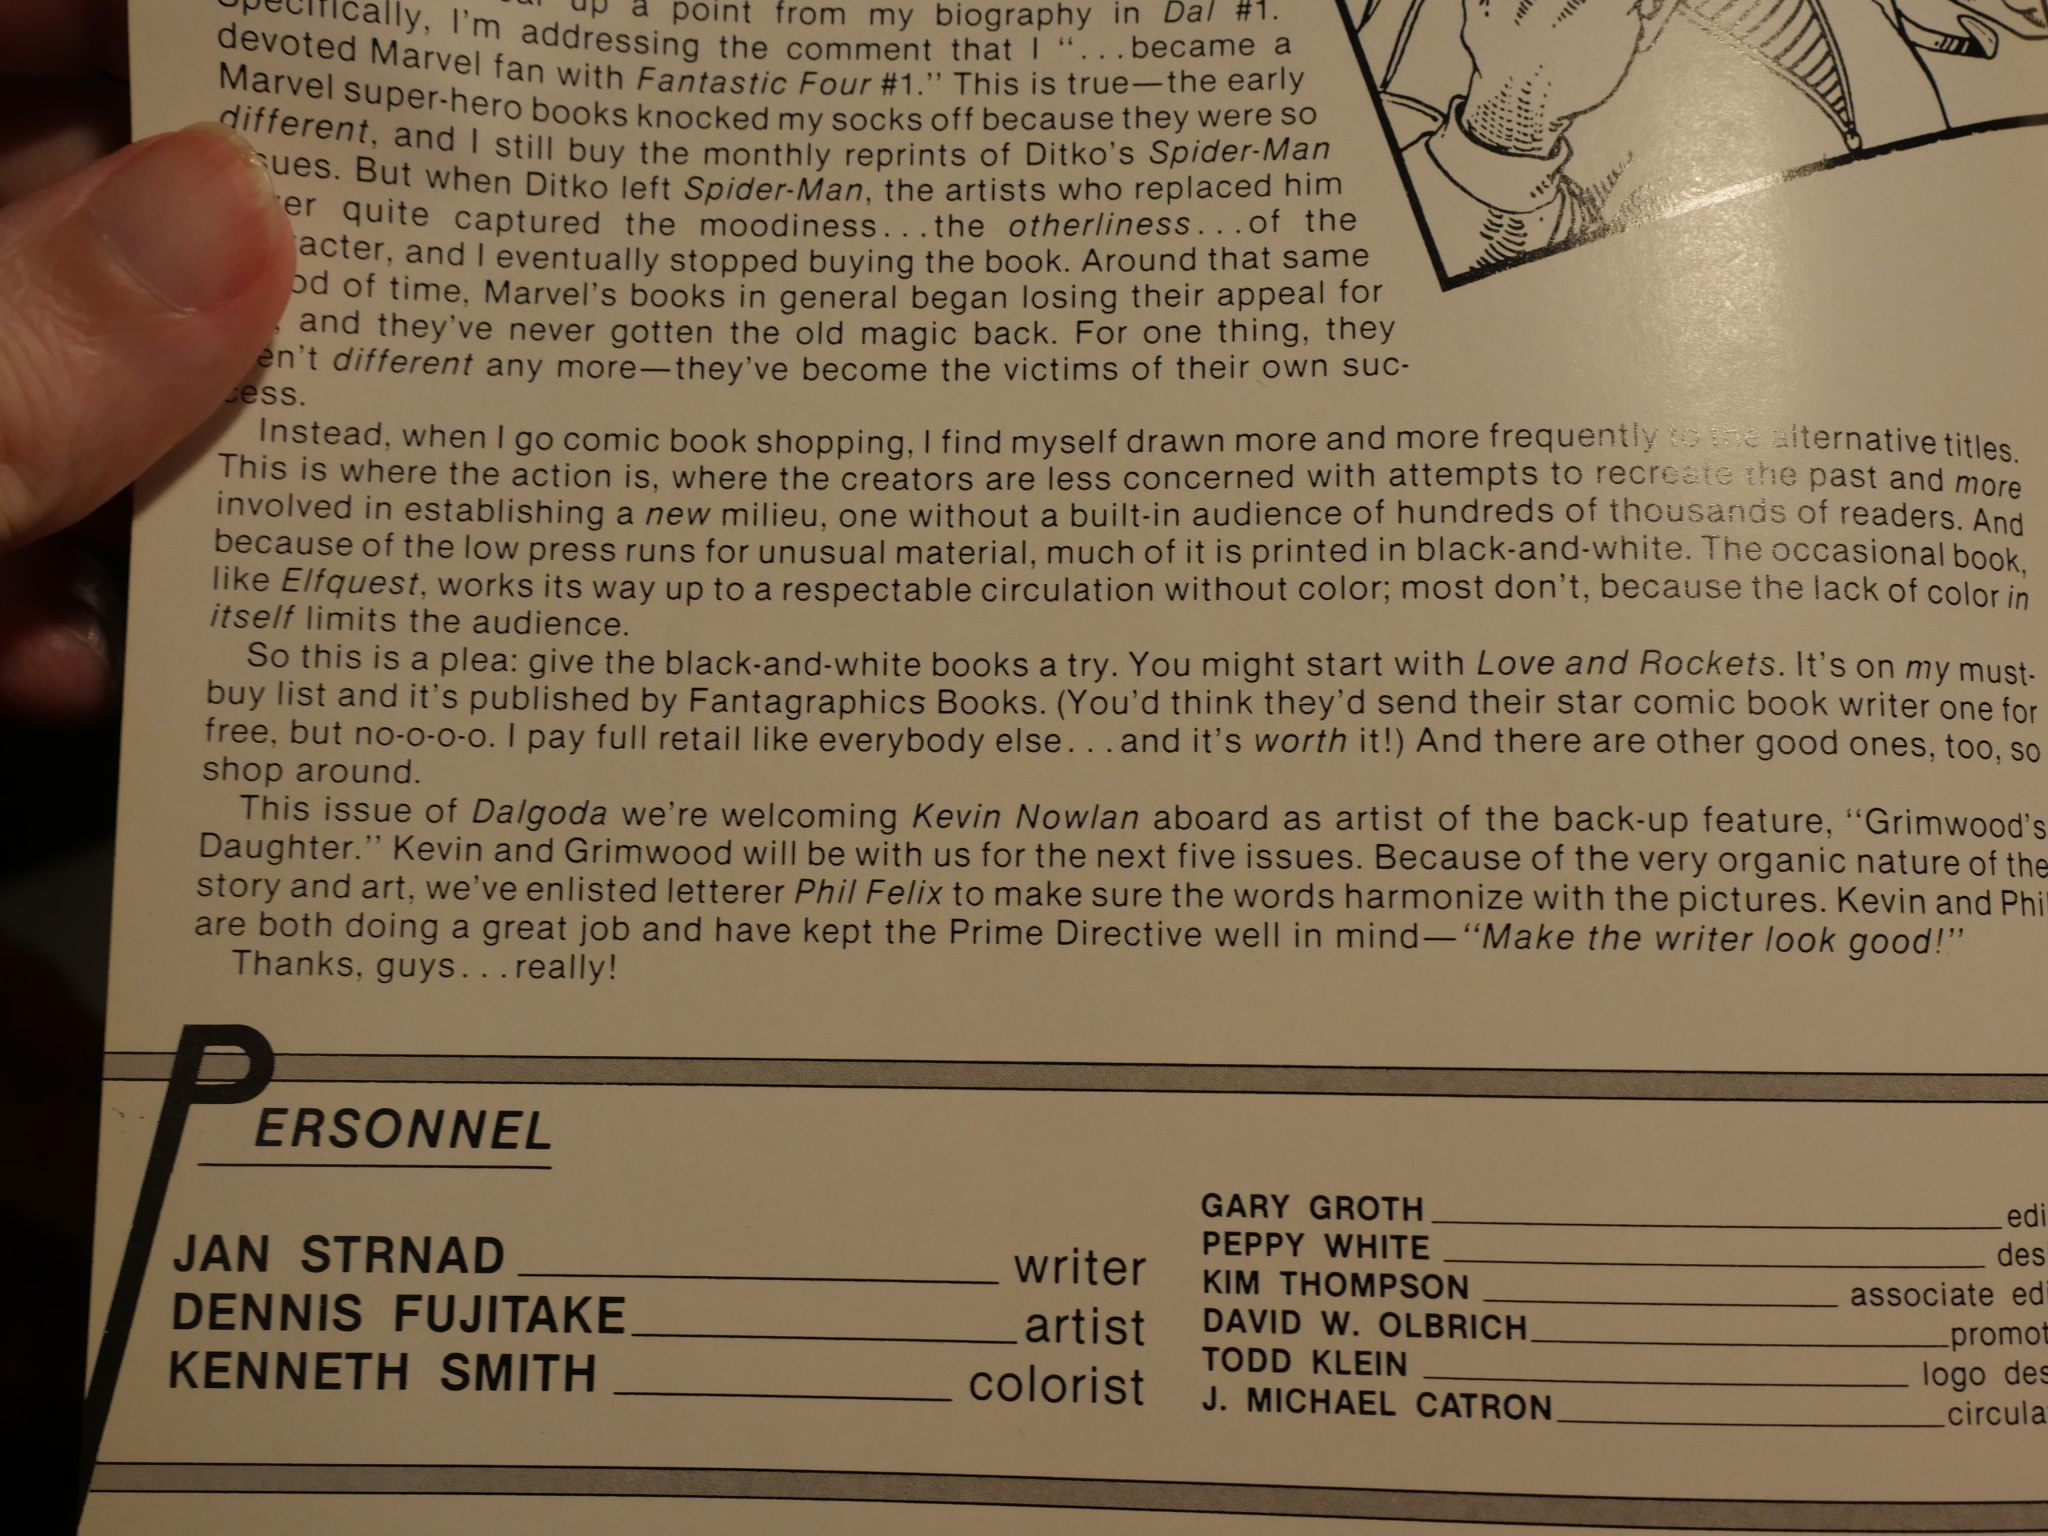 up a point from my biography in Dal #1.
Specifically, I'm addressing the comment that I “...became a
devoted Marvel fan with Fantastic Four #1.” This is true—the early
Marvel super-hero books knocked my socks off because they were so
different, and I still buy the monthly reprints of Ditko's Spider-Man
sues. But when Ditko left Spider-Man, the artists who replaced him
er quite captured the moodiness...the otherliness...of the
acter, and I eventually stopped buying the book. Around that same
od of time, Marvel's books in general began losing their appeal for
, and they've never gotten the old magic back. For one thing, they
en't different any more—they've become the victims of their own suc-
cess.
Instead, when I go comic book shopping, I find myself drawn more and more frequently to the alternative titles.
This is where the action is, where the creators are less concerned with attempts to recreate the past and more
involved in establishing a new milieu, one without a built-in audience of hundreds of thousands of readers. And
because of the low press runs for unusual material, much of it is printed in black-and-white. The occasional book,
like Elfquest, works its way up to a respectable circulation without color; most don't, because the lack of color in
itself limits the audience.
So this is a plea: give the black-and-white books a try. You might start with Love and Rockets. It's on my must-
buy list and it's published by Fantagraphics Books. (You'd think they'd send their star comic book writer one for
free, but no-o-o-o. I pay full retail like everybody else...and it's worth it!) And there are other good ones, too, so
shop around.
This issue of Dalgoda we're welcoming Kevin Nowlan aboard as artist of the back-up feature, “Grimwood's
Daughter.” Kevin and Grimwood will be with us for the next five issues. Because of the very organic nature of the
story and art, we've enlisted letterer Phil Felix to make sure the words harmonize with the pictures. Kevin and Phil
are both doing a great job and have kept the Prime Directive well in mind—“Make the writer look good!”
Thanks, guys...really!
PERSONNEL
JAN STRNAD writer
DENNIS FUJITAKE artist
KENNETH SMITH colorist
GARY GROTH edi
PEPPY WHITE des
KIM THOMPSON associate edi
DAVID W. OLBRICH promot
TODD KLEIN logo des
J. MICHAEL CATRON circula